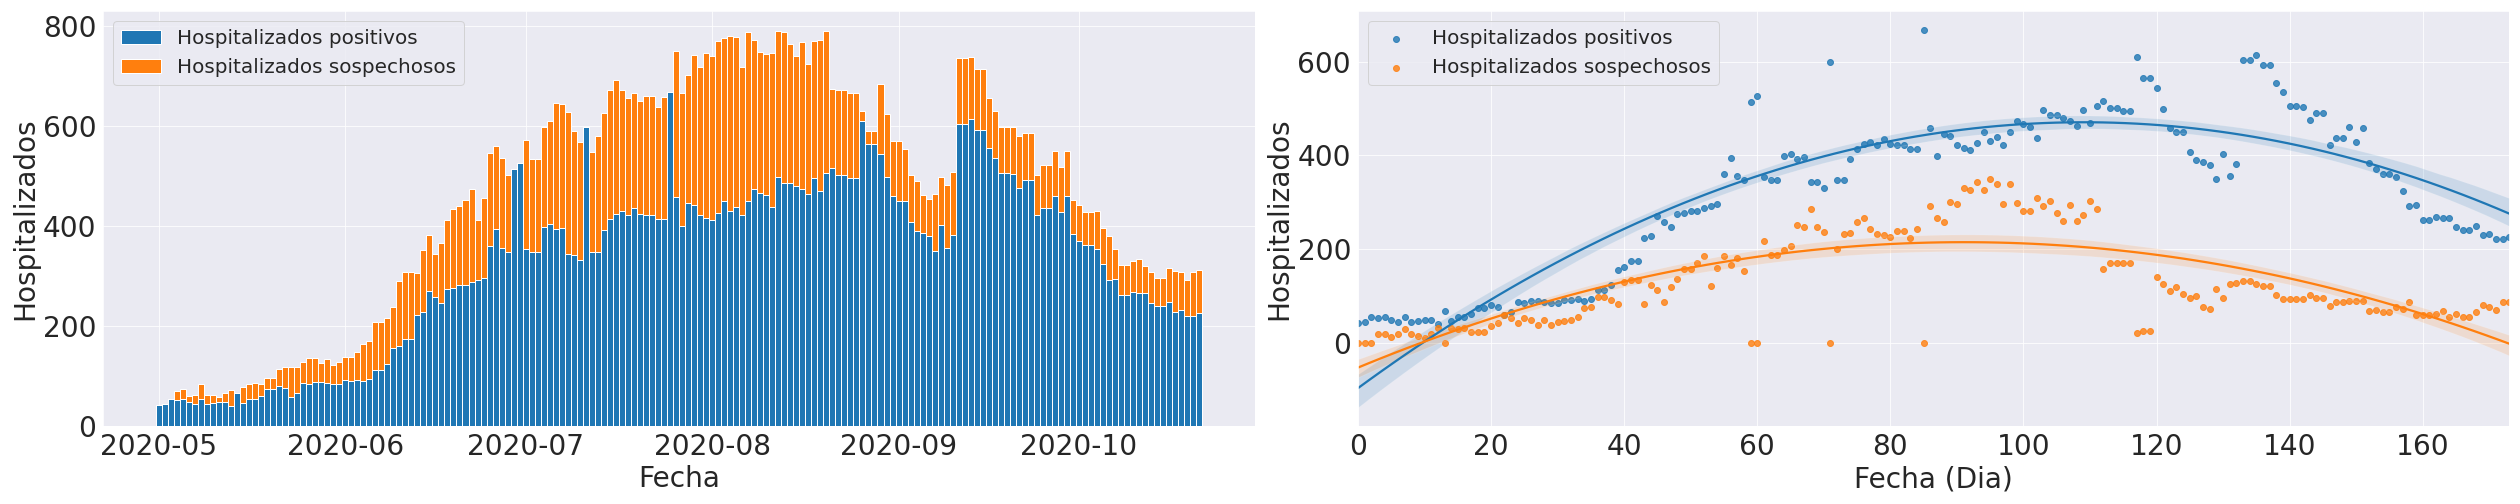 800
600
400
200
0
Hospitalizados
Hospitalizados positivos
Hospitalizados sospechosos
2020-05 2020-06 2020-07 2020-08 2020-09 2020-10
Fecha
600
400
200
0
Hospitalizados
Hospitalizados positivos
Hospitalizados sospechosos
0 20 40 60 80 100 120 140 160
Fecha (Dia)